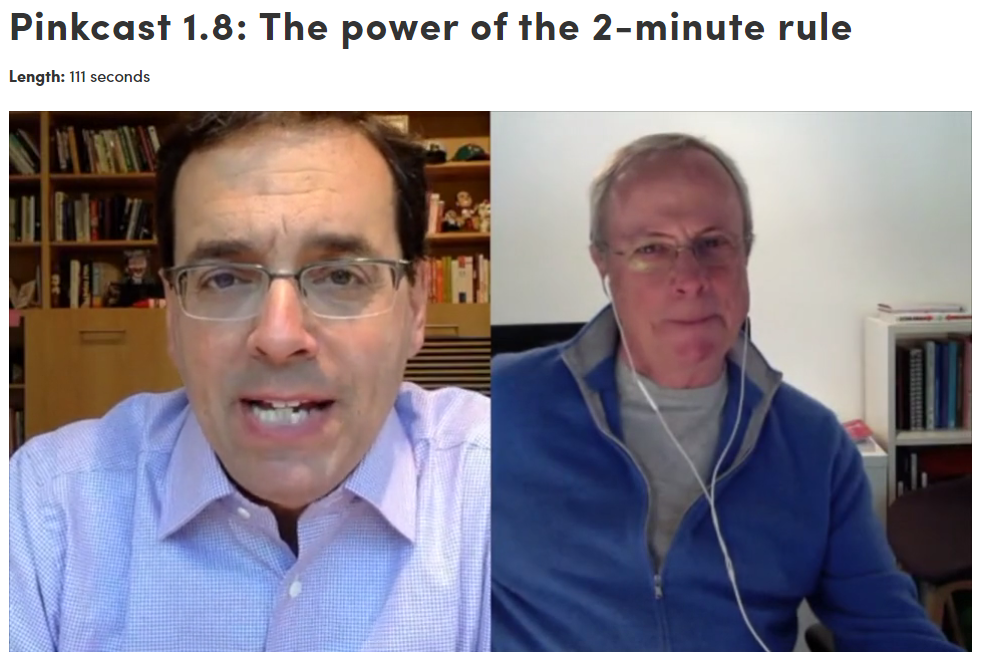 Pinkcast 1.8: The power of the 2-minute rule
Length: 111 seconds